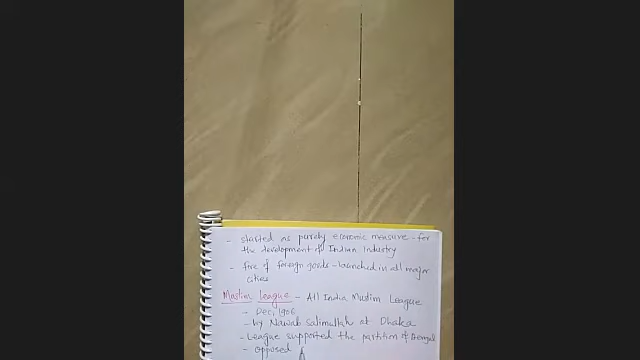 - started as purely economic measure - for
the development of Indian Industry
- fire of foreign goods - launched in all major
cities
Muslim League - All India Muslim League
- Dec, 1906
- by Nawab Salimullah at Dhaka
- League supported the partition of Bengal
- opposed